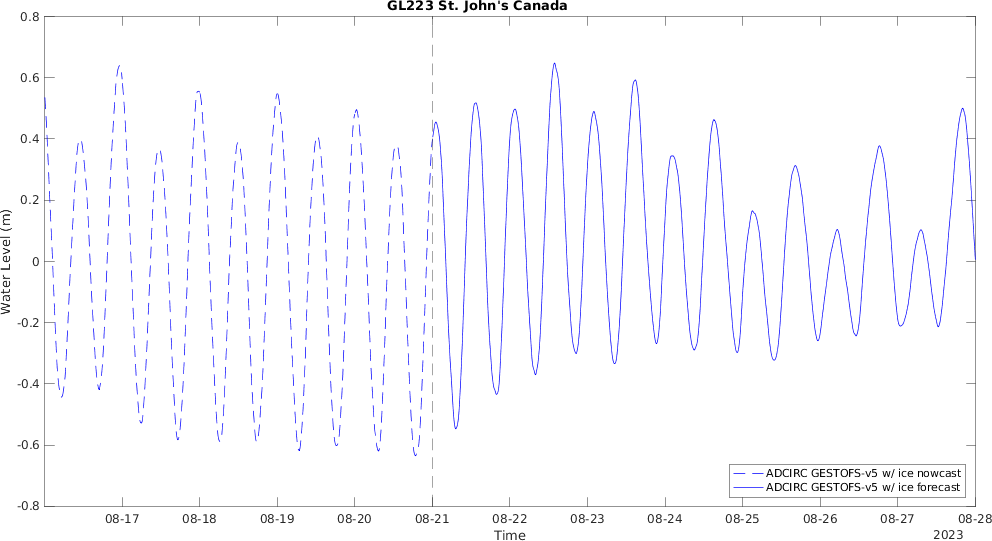 GL223 St. John's Canada
0.8
0.6
0.4
0.2
0
-0.2
-0.4
-0.6
-0.8
Water Level (m)
ADCIRC GESTOFS-v5 w/ ice nowcast
ADCIRC GESTOFS-v5 w/ ice forecast
08-17 08-18 08-19 08-20 08-21 08-22 08-23 08-24 08-25 08-26 08-27 08-28
Time
2023